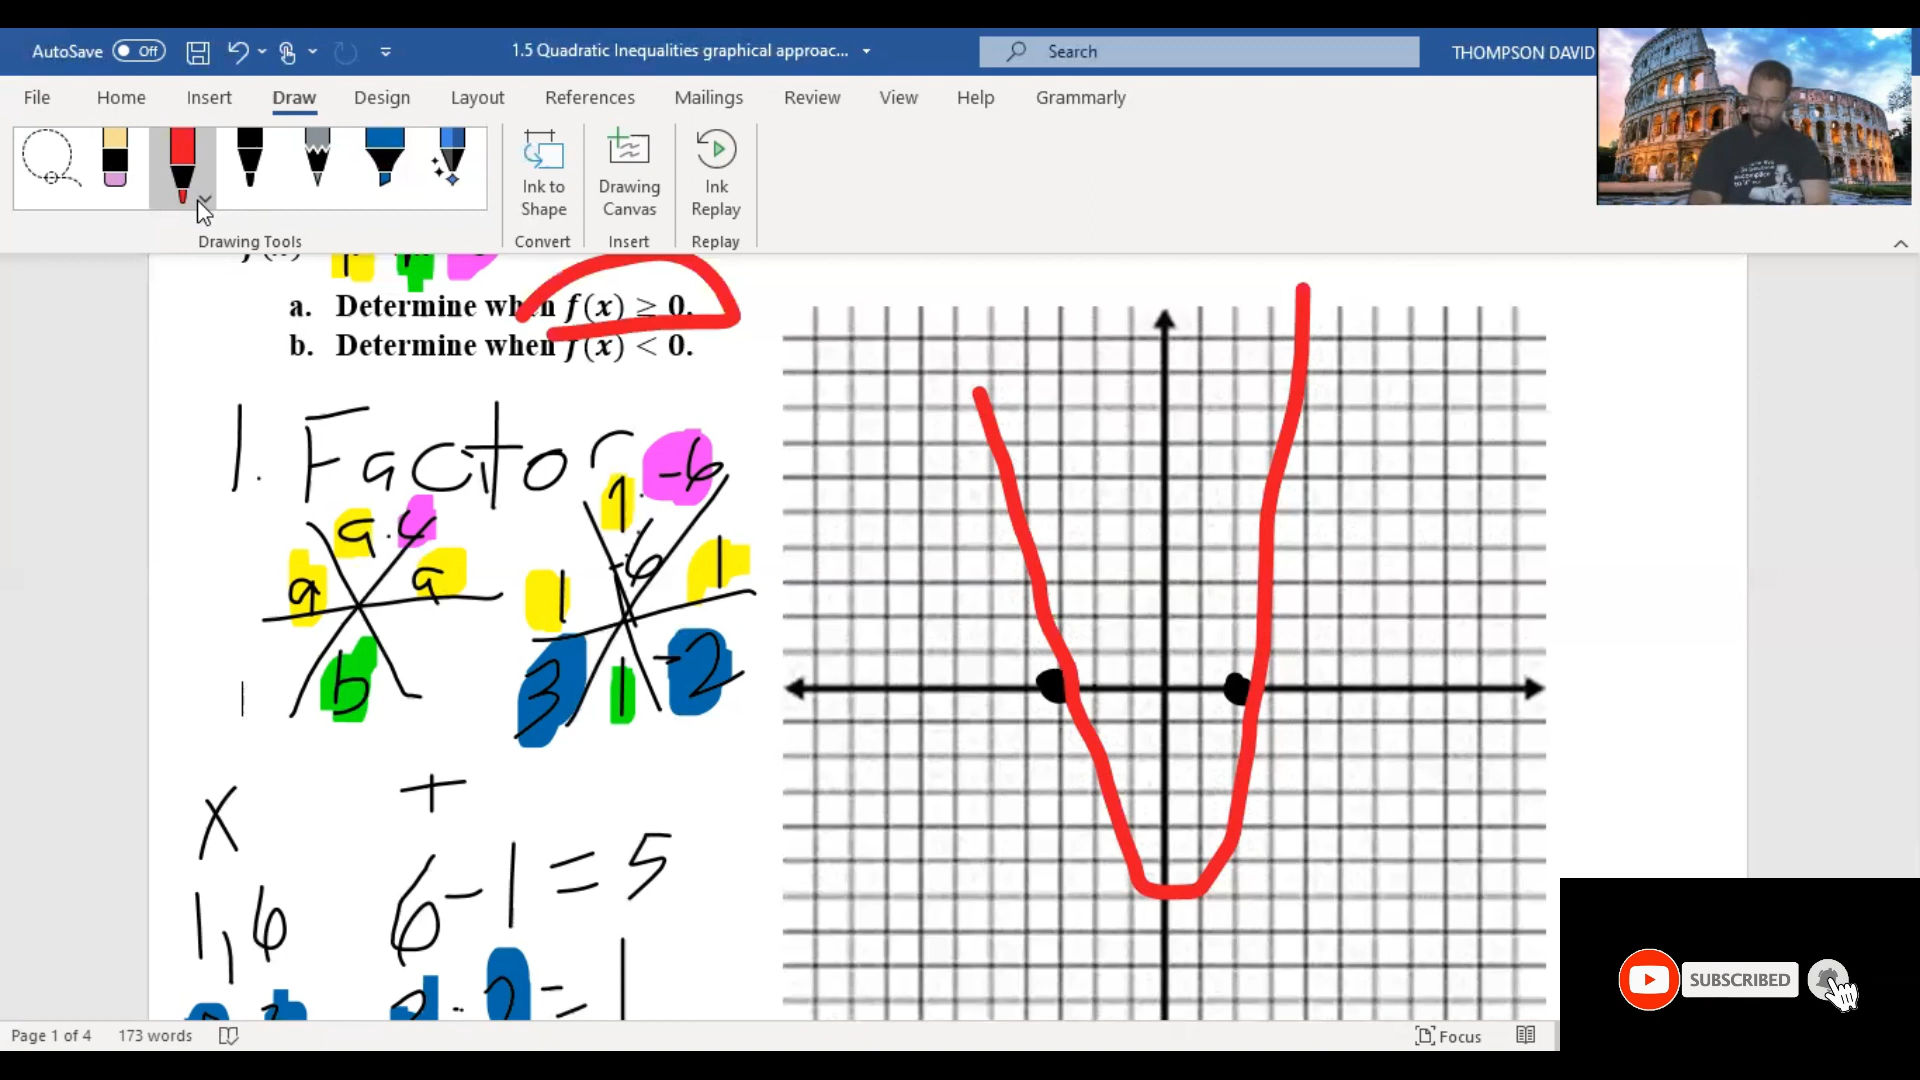 AutoSave Off
1.5 Quadratic Inequalities graphical approac...
Search
THOMPSON DAVID
File Home Insert Draw Design Layout References Mailings Review View Help Grammarly
Ink to Shape
Drawing Canvas
Ink Replay
Drawing Tools
Convert
Insert
Replay
a. Determine when f(x) ≥ 0.
b. Determine when f(x) < 0.
1. Factor
a · c
a a
b
1 · -6
-6
1 1
3 -2
1
x +
1,6 6 - 1 = 5
= 1
SUBSCRIBED
Page 1 of 4 173 words
Focus